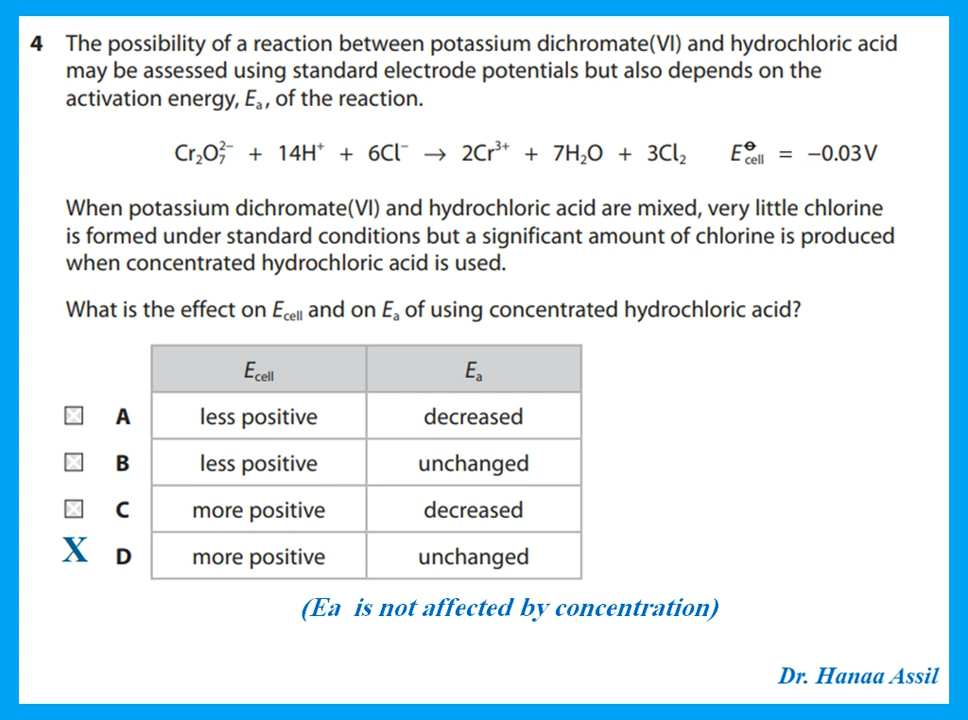 4 The possibility of a reaction between potassium dichromate(VI) and hydrochloric acid
may be assessed using standard electrode potentials but also depends on the
activation energy, Eₐ, of the reaction.
Cr₂O₇²⁻ + 14H⁺ + 6Cl⁻ → 2Cr³⁺ + 7H₂O + 3Cl₂ E⦵cell = −0.03V
When potassium dichromate(VI) and hydrochloric acid are mixed, very little chlorine
is formed under standard conditions but a significant amount of chlorine is produced
when concentrated hydrochloric acid is used.
What is the effect on Ecell and on Eₐ of using concentrated hydrochloric acid?
Ecell Eₐ
A less positive decreased
B less positive unchanged
C more positive decreased
X D more positive unchanged
(Ea is not affected by concentration)
Dr. Hanaa Assil